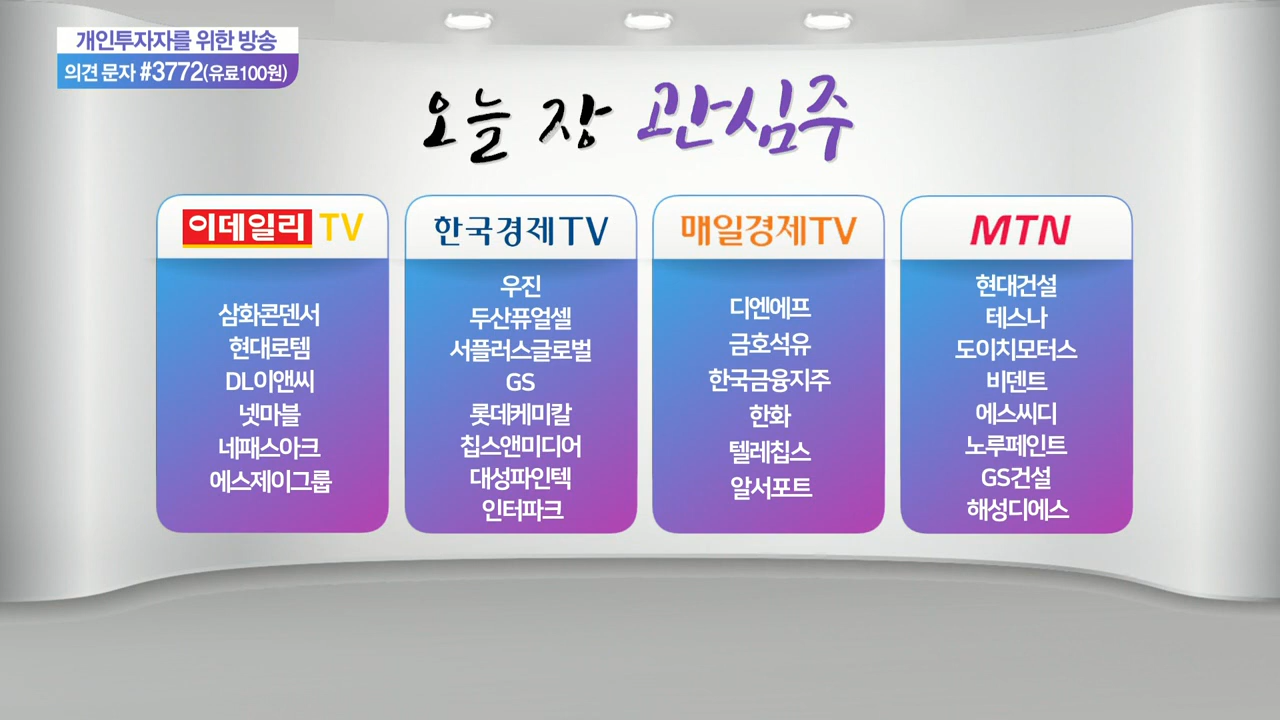 개인투자자를 위한 방송
의견 문자 #3772(유료100원)
오늘 장 관심주
이데일리 TV
삼화콘덴서
현대로템
DL이앤씨
넷마블
네패스아크
에스제이그룹
한국경제TV
우진
두산퓨얼셀
서플러스글로벌
GS
롯데케미칼
칩스앤미디어
대성파인텍
인터파크
매일경제TV
디엔에프
금호석유
한국금융지주
한화
텔레칩스
알서포트
MTN
현대건설
테스나
도이치모터스
비덴트
에스씨디
노루페인트
GS건설
해성디에스